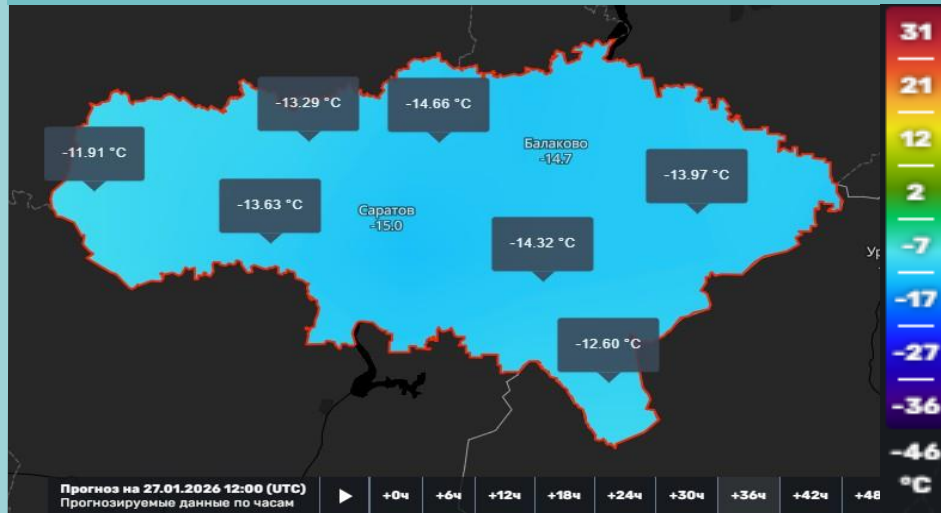 31
21
12
2
-7
-17
-27
-36
-46
°C
-13.29 °C
-14.66 °C
-11.91 °C
Балаково
-14.7
-13.97 °C
-13.63 °C
Саратов
-15.0
-14.32 °C
-12.60 °C
Прогноз на 27.01.2026 12:00 (UTC)
Прогнозируемые данные по часам
+0ч +6ч +12ч +18ч +24ч +30ч +36ч +42ч +48